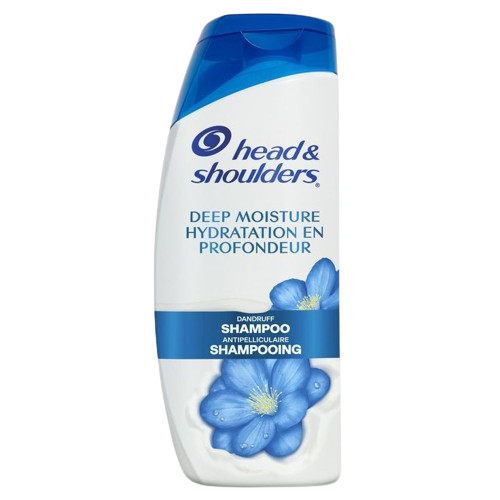 head &
shoulders®
DEEP MOISTURE
HYDRATATION EN
PROFONDEUR
DANDRUFF
SHAMPOO
ANTIPELLICULAIRE
SHAMPOOING